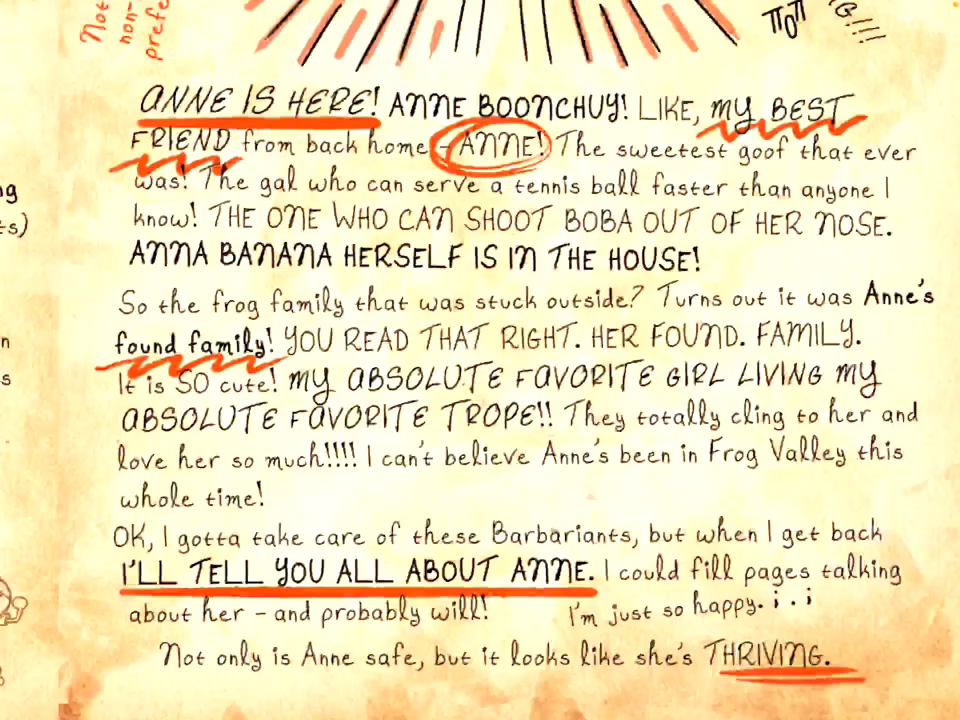 Not
non-
prefe
ANNE IS HERE! ANNE BOONCHUY! LIKE, MY BEST
FRIEND from back home - ANNE! The sweetest goof that ever
was! The gal who can serve a tennis ball faster than anyone I
know! THE ONE WHO CAN SHOOT BOBA OUT OF HER NOSE.
ANNA BANANA HERSELF IS IN THE HOUSE!
So the frog family that was stuck outside? Turns out it was Anne's
found family! YOU READ THAT RIGHT. HER FOUND. FAMILY.
It is SO cute! MY ABSOLUTE FAVORITE GIRL LIVING MY
ABSOLUTE FAVORITE TROPE!! They totally cling to her and
love her so much!!!! I can't believe Anne's been in Frog Valley this
whole time!
OK, I gotta take care of these Barbariants, but when I get back
I'LL TELL YOU ALL ABOUT ANNE. I could fill pages talking
about her - and probably will! I'm just so happy. ; . ;
Not only is Anne safe, but it looks like she's THRIVING.